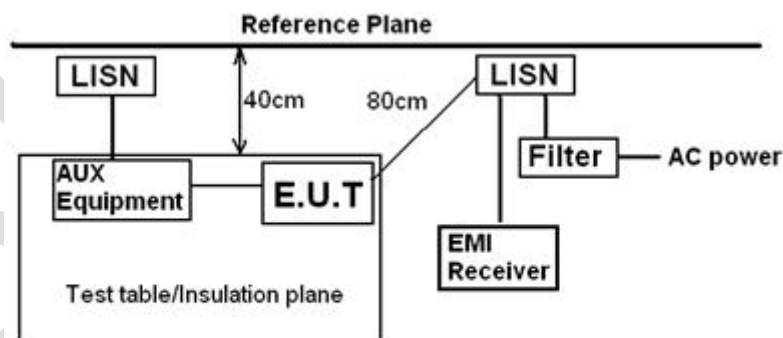 Reference Plane
LISN
40cm
80cm
LISN
Filter
AC power
AUX
Equipment
E.U.T
EMI
Receiver
Test table/Insulation plane